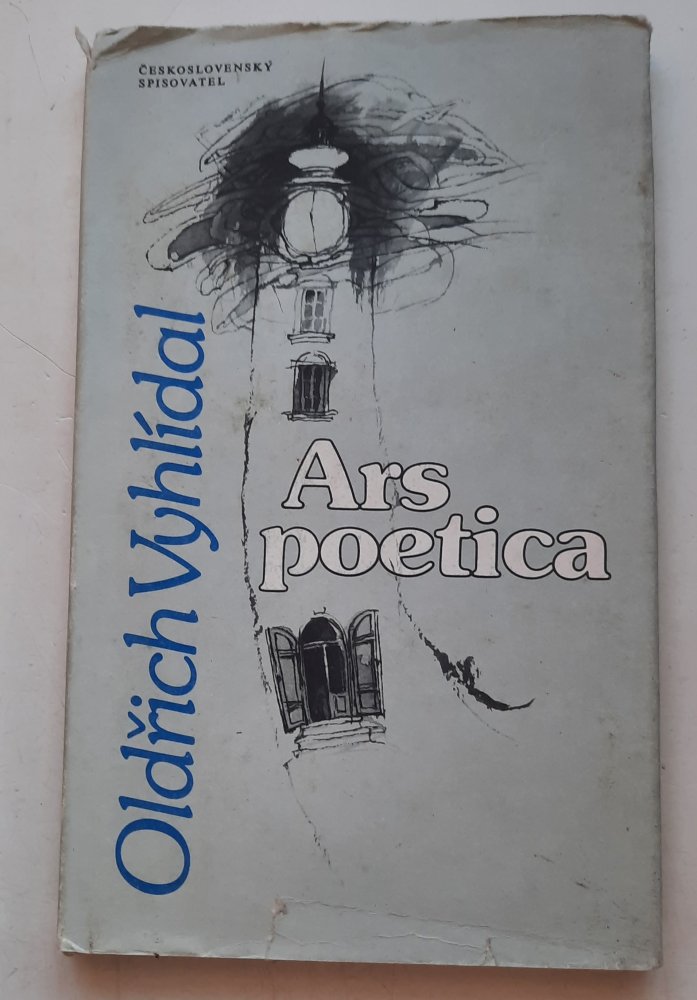 ČESKOSLOVENSKÝ
SPISOVATEL
Oldřich Vyhlídal
Ars
poetica